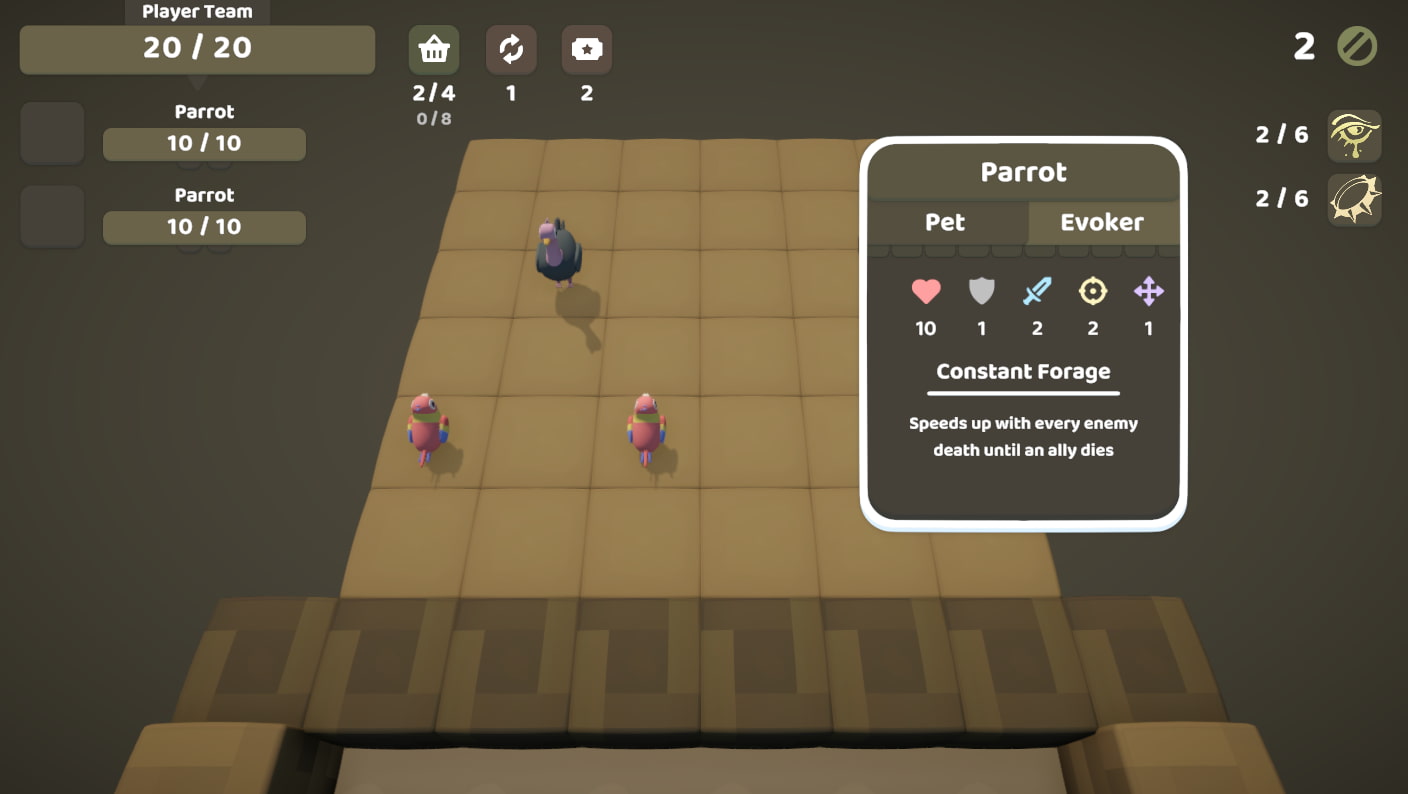 Player Team
20 / 20
2/4
0/8
1
2
Parrot
10 / 10
Parrot
10 / 10
2
2 / 6
2 / 6
Parrot
Pet Evoker
10 1 2 2 1
Constant Forage
Speeds up with every enemy
death until an ally dies